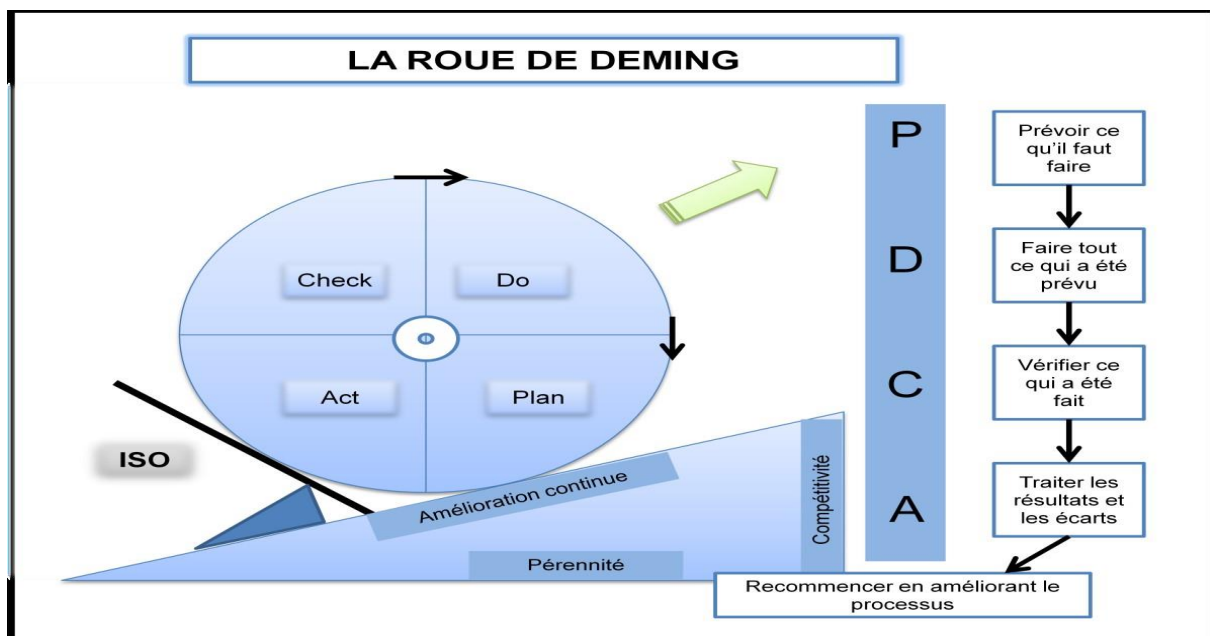 LA ROUE DE DEMING
Check
Do
Act
Plan
ISO
Amélioration continue
Pérennité
Compétitivité
P
D
C
A
Prévoir ce
qu'il faut
faire
Faire tout
ce qui a été
prévu
Vérifier ce
qui a été
fait
Traiter les
résultats et
les écarts
Recommencer en améliorant le
processus